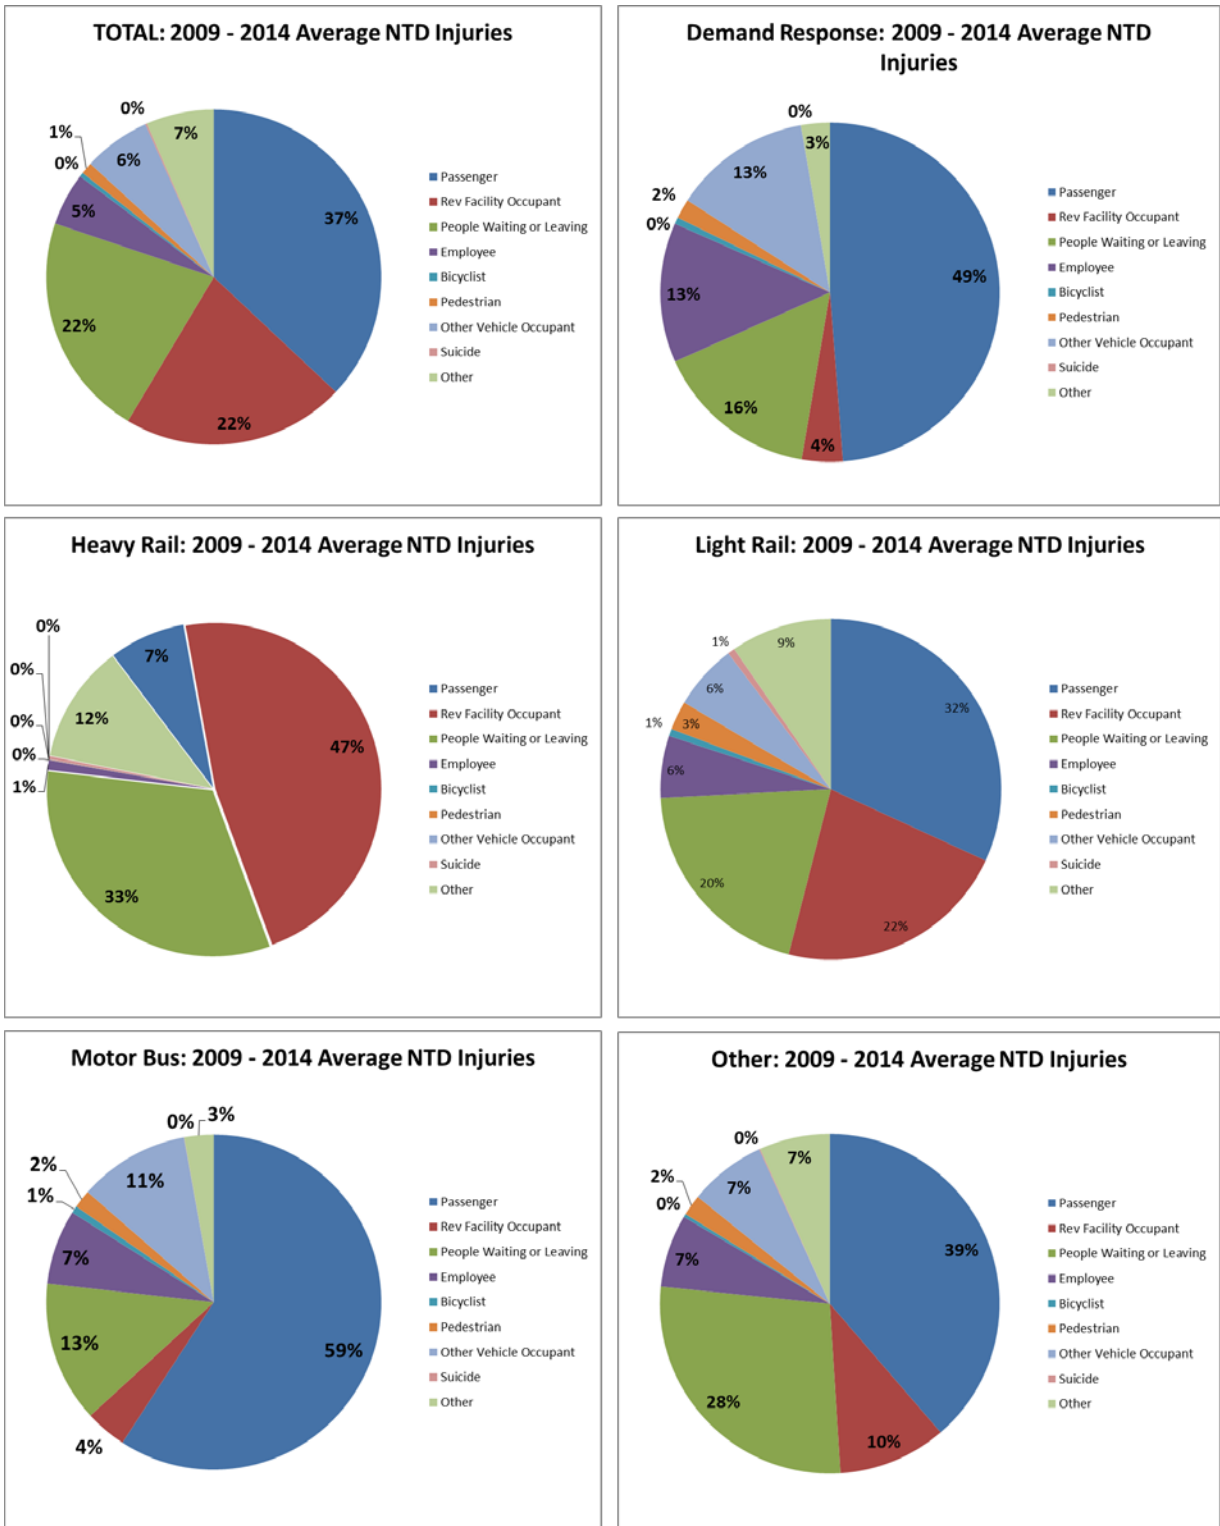 TOTAL: 2009 - 2014 Average NTD Injuries
0%
1%
0%
7%
6%
5%
37%
22%
22%
Passenger
Rev Facility Occupant
People Waiting or Leaving
Employee
Bicyclist
Pedestrian
Other Vehicle Occupant
Suicide
Other
Demand Response: 2009 - 2014 Average NTD
Injuries
0%
3%
13%
2%
0%
13%
49%
16%
4%
Passenger
Rev Facility Occupant
People Waiting or Leaving
Employee
Bicyclist
Pedestrian
Other Vehicle Occupant
Suicide
Other
Heavy Rail: 2009 - 2014 Average NTD Injuries
0%
0%
0%
0%
1%
7%
12%
47%
33%
Passenger
Rev Facility Occupant
People Waiting or Leaving
Employee
Bicyclist
Pedestrian
Other Vehicle Occupant
Suicide
Other
Light Rail: 2009 - 2014 Average NTD Injuries
1%
9%
6%
3%
1%
6%
32%
20%
22%
Passenger
Rev Facility Occupant
People Waiting or Leaving
Employee
Bicyclist
Pedestrian
Other Vehicle Occupant
Suicide
Other
Motor Bus: 2009 - 2014 Average NTD Injuries
0%
3%
2%
11%
1%
7%
13%
59%
4%
Passenger
Rev Facility Occupant
People Waiting or Leaving
Employee
Bicyclist
Pedestrian
Other Vehicle Occupant
Suicide
Other
Other: 2009 - 2014 Average NTD Injuries
0%
7%
2%
7%
0%
7%
39%
28%
10%
Passenger
Rev Facility Occupant
People Waiting or Leaving
Employee
Bicyclist
Pedestrian
Other Vehicle Occupant
Suicide
Other